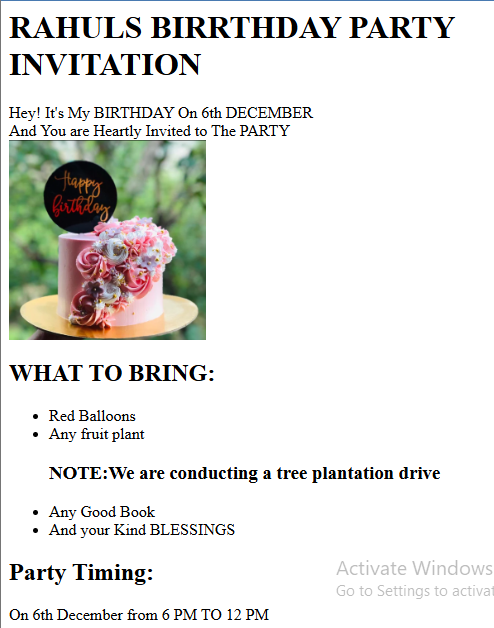 RAHULS BIRRTHDAY PARTY
INVITATION
Hey! It's My BIRTHDAY On 6th DECEMBER
And You are Heartly Invited to The PARTY
Happy
birthday
WHAT TO BRING:
Red Balloons
Any fruit plant
NOTE:We are conducting a tree plantation drive
Any Good Book
And your Kind BLESSINGS
Party Timing:
Activate Windows
Go to Settings to activat
On 6th December from 6 PM TO 12 PM